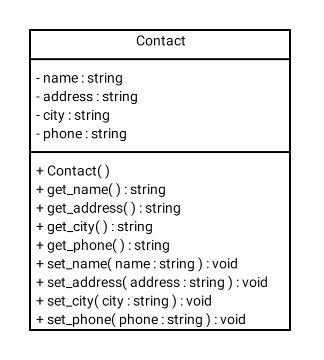 Contact
- name : string
- address : string
- city : string
- phone : string
+ Contact( )
+ get_name( ) : string
+ get_address( ) : string
+ get_city( ) : string
+ get_phone( ) : string
+ set_name( name : string ) : void
+ set_address( address : string ) : void
+ set_city( city : string ) : void
+ set_phone( phone : string ) : void